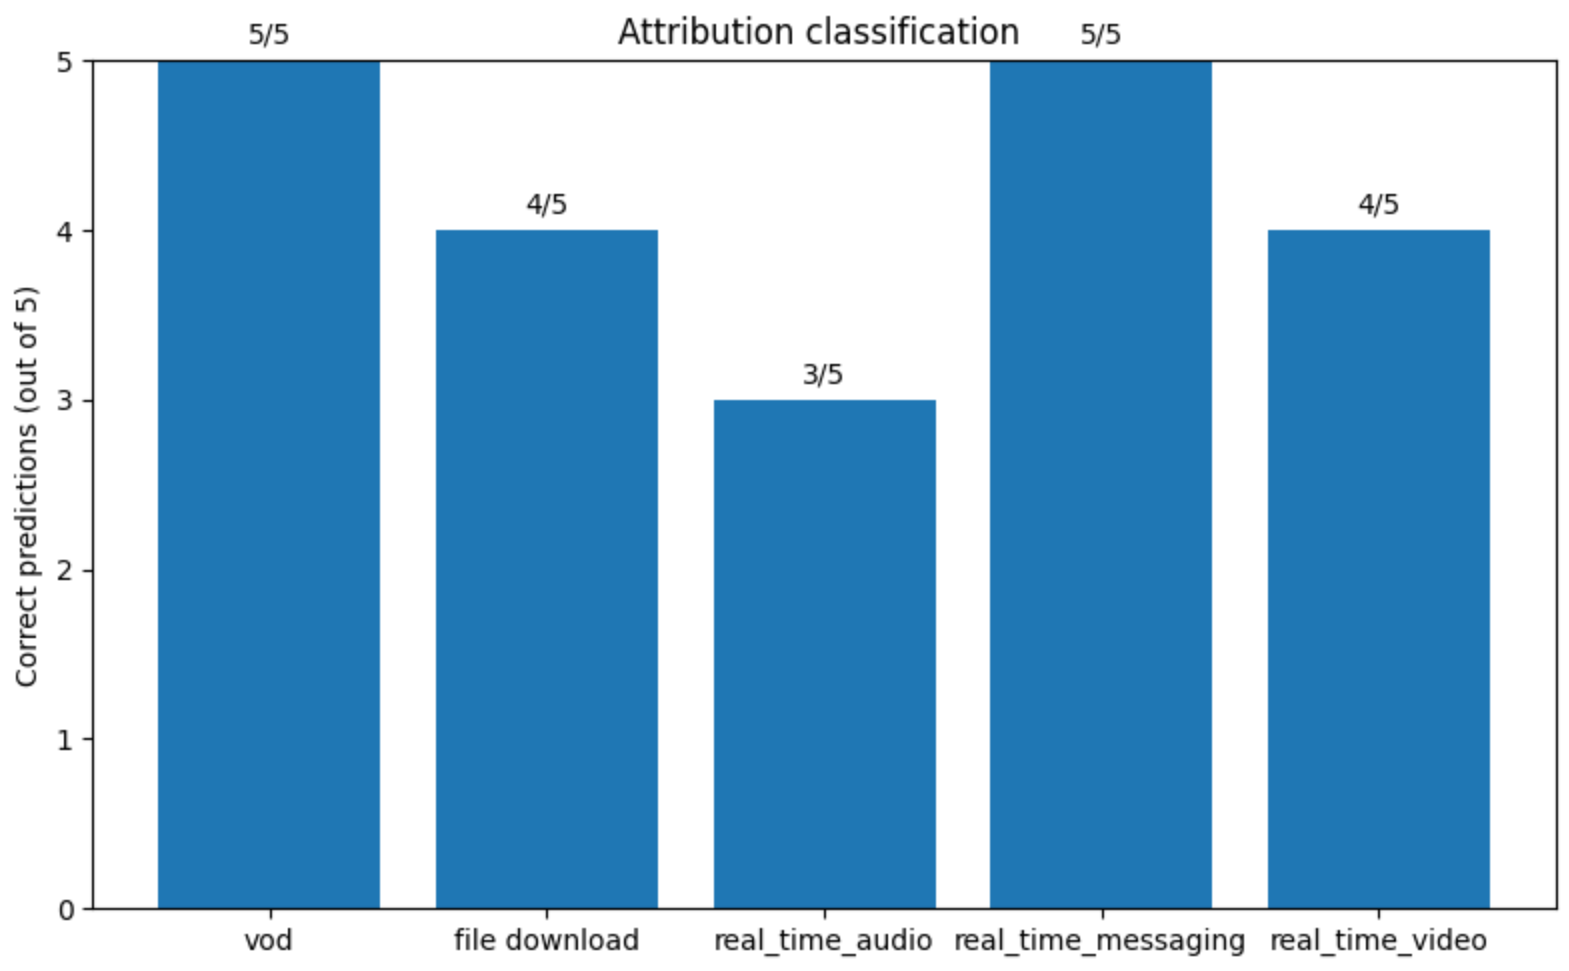 Attribution classification
5/5
4/5
3/5
5/5
4/5
Correct predictions (out of 5)
5
4
3
2
1
0
vod
file download
real_time_audio
real_time_messaging
real_time_video